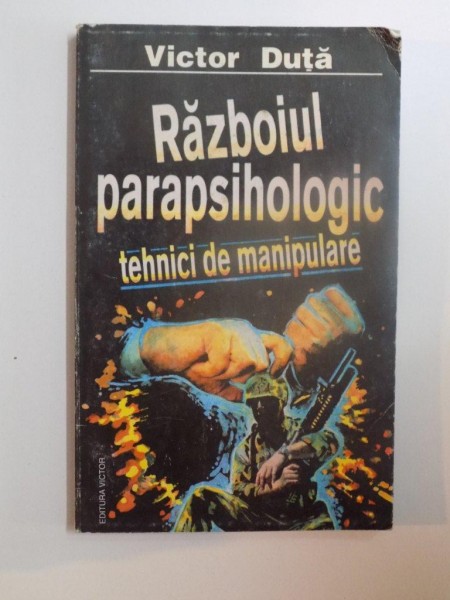 Victor Duță
Războiul
parapsihologic
tehnici de manipulare
EDITURA VICTOR